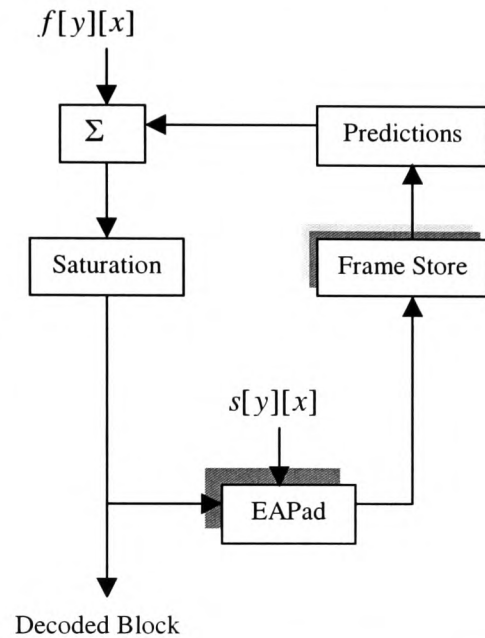 f[y][x]
Σ
Predictions
Saturation
Frame Store
s[y][x]
EAPad
Decoded Block